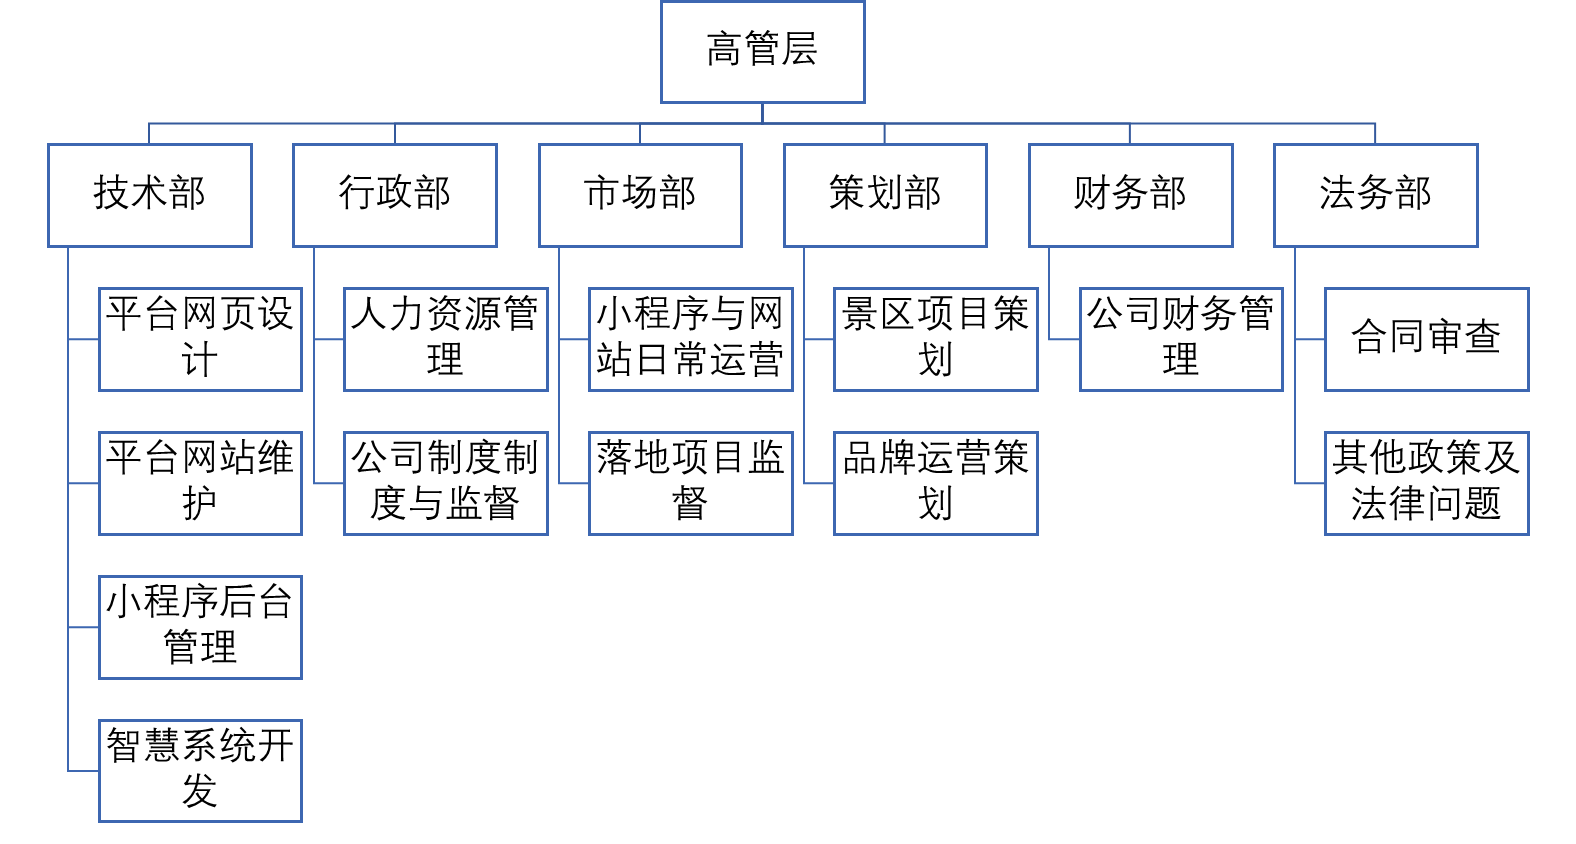 高管层
技术部
行政部
市场部
策划部
财务部
法务部
平台网页设
计
平台网站维
护
小程序后台
管理
智慧系统开
发
人力资源管
理
公司制度制
度与监督
小程序与网
站日常运营
落地项目监
督
景区项目策
划
品牌运营策
划
公司财务管
理
合同审查
其他政策及
法律问题